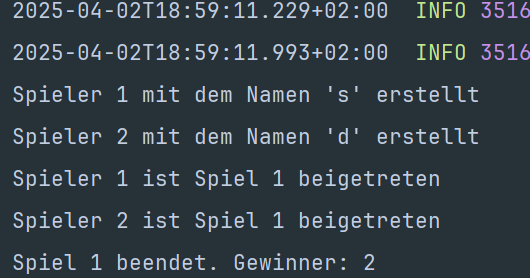 2025-04-02T18:59:11.229+02:00 INFO 3516
2025-04-02T18:59:11.993+02:00 INFO 3516
Spieler 1 mit dem Namen 's' erstellt
Spieler 2 mit dem Namen 'd' erstellt
Spieler 1 ist Spiel 1 beigetreten
Spieler 2 ist Spiel 1 beigetreten
Spiel 1 beendet. Gewinner: 2